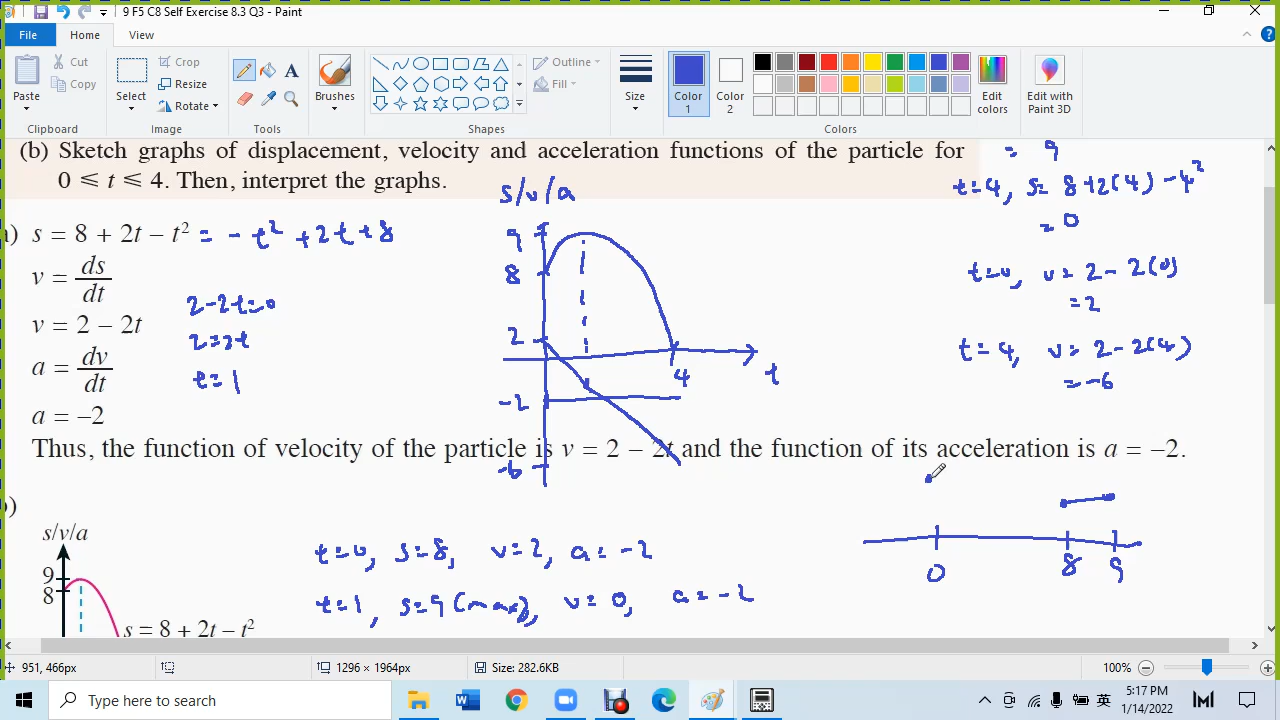 9 F5 C8 Self Exercise 8.3 Q3 - Paint
File Home View
Paste Cut Copy
Clipboard
Select Crop Resize Rotate
Image
Tools
Brushes
Outline
Fill
Shapes
Size
Color 1
Color 2
Edit colors
Colors
Edit with Paint 3D
(b) Sketch graphs of displacement, velocity and acceleration functions of the particle for
0 ⩽ t ⩽ 4. Then, interpret the graphs.
= 9
t=4, s= 8+2(4)-4²
= 0
t=0, v= 2-2(0)
= 2
t=4, v= 2-2(4)
= -6
s = 8 + 2t − t² = -t² +2t+8
v = ds/dt
v = 2 − 2t
a = dv/dt
a = −2
2-2t=0
2=2t
t=1
s/v/a
9
8
2
-2
-6
4
t
Thus, the function of velocity of the particle is v = 2 − 2t and the function of its acceleration is a = −2.
s/v/a
9
8
s = 8 + 2t − t²
t=0, s=8, v=2, a=-2
t=1, s=9 (max), v=0, a=-2
0 8 9
951, 466px 1296 × 1964px Size: 282.6KB 100%
Type here to search
英
5:17 PM
1/14/2022